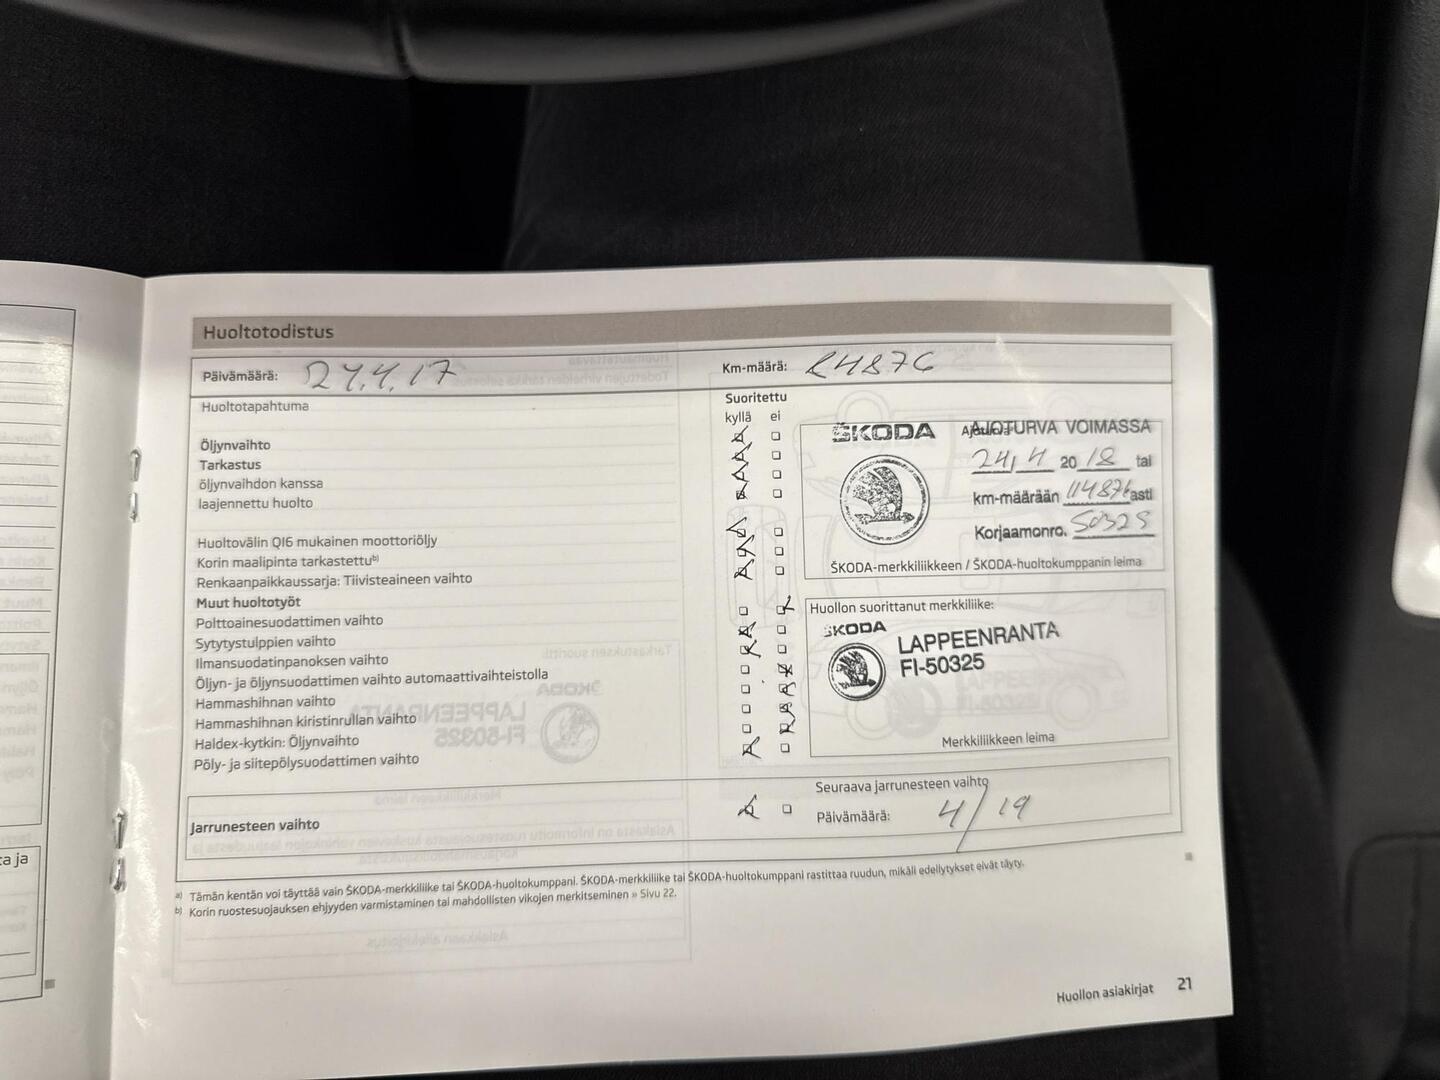 Huoltotodistus
Päivämäärä: 24.4.17
Km-määrä: 84876
Huoltotapahtuma
Suoritettu
kyllä ei
Öljynvaihto
Tarkastus
öljynvaihdon kanssa
laajennettu huolto
Huoltovälin QI6 mukainen moottoriöljy
Korin maalipinta tarkastettu b)
Renkaanpaikkaussarja: Tiivisteaineen vaihto
Muut huoltotyöt
Polttoainesuodattimen vaihto
Sytytystulppien vaihto
Ilmansuodatinpanoksen vaihto
Öljyn- ja öljynsuodattimen vaihto automaattivaihteistolla
Hammashihnan vaihto
Hammashihnan kiristinrullan vaihto
Haldex-kytkin: Öljynvaihto
Pöly- ja siitepölysuodattimen vaihto
ŠKODA
AJOTURVA VOIMASSA
24/4 2018 tai
km-määrään 114876asti
Korjaamonro. 50325
ŠKODA-merkkiliikkeen / ŠKODA-huoltokumppanin leima
Huollon suorittanut merkkiliike:
ŠKODA
LAPPEENRANTA
FI-50325
Merkkiliikkeen leima
Jarrunesteen vaihto
Seuraava jarrunesteen vaihto
Päivämäärä: 4/19
a) Tämän kentän voi täyttää vain ŠKODA-merkkiliike tai ŠKODA-huoltokumppani. ŠKODA-merkkiliike tai ŠKODA-huoltokumppani rastittaa ruudun, mikäli edellytykset eivät täyty.
b) Korin ruostesuojauksen ehjyyden varmistaminen tai mahdollisten vikojen merkitseminen » Sivu 22.
ta ja
Huollon asiakirjat 21